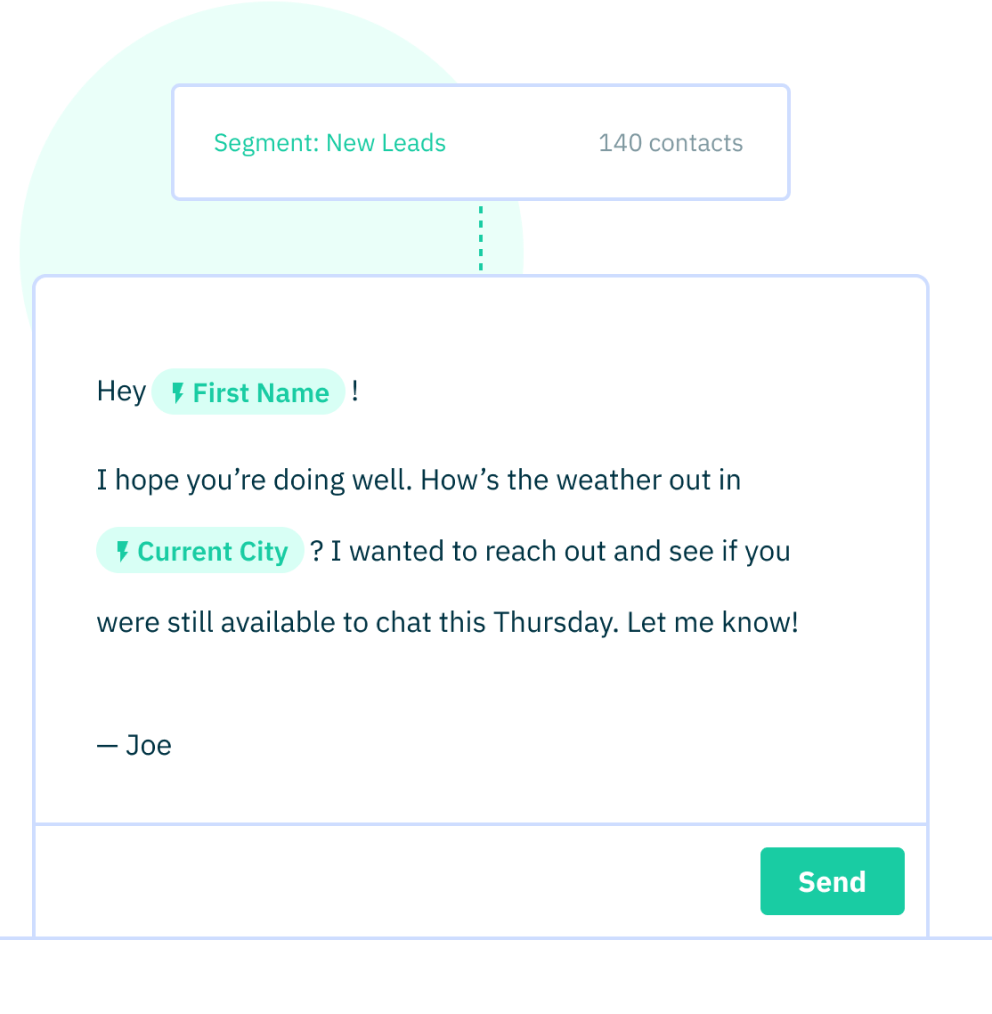 Segment: New Leads 140 contacts
Hey First Name !
I hope you’re doing well. How’s the weather out in
Current City ? I wanted to reach out and see if you
were still available to chat this Thursday. Let me know!
— Joe
Send